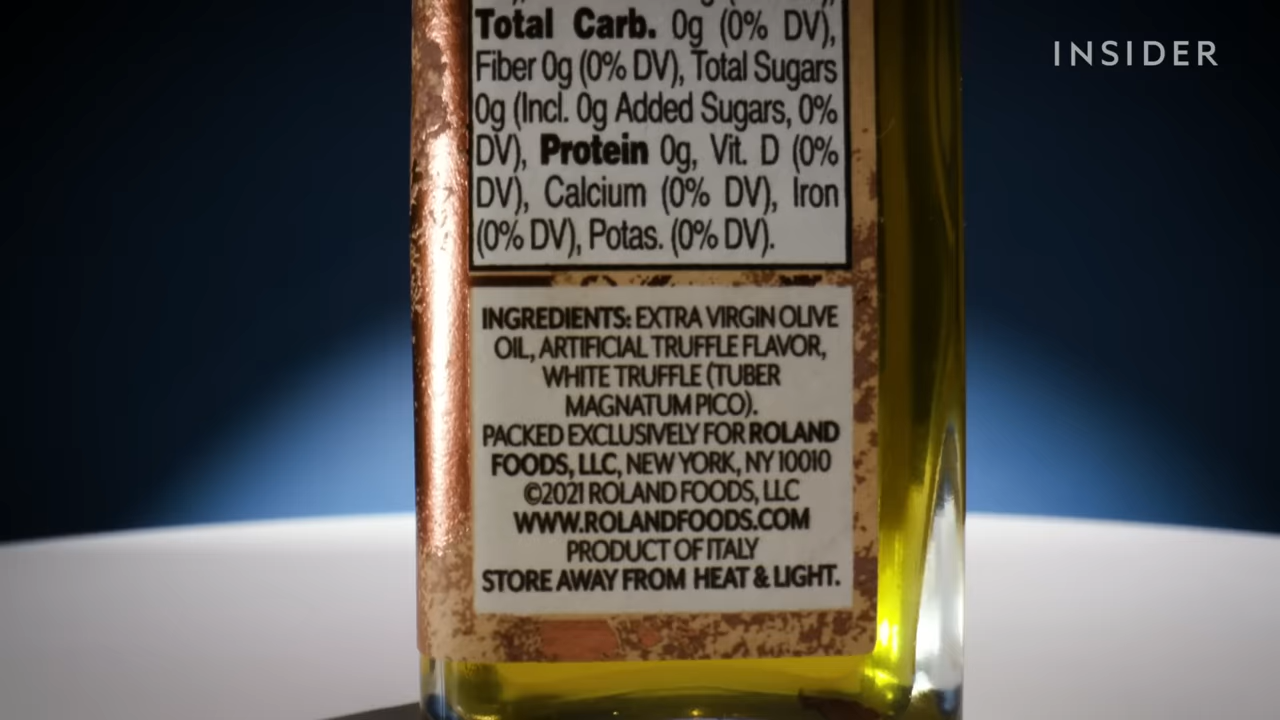 INSIDER
Total Carb. 0g (0% DV),
Fiber 0g (0% DV), Total Sugars
0g (Incl. 0g Added Sugars, 0%
DV), Protein 0g, Vit. D (0%
DV), Calcium (0% DV), Iron
(0% DV), Potas. (0% DV).
INGREDIENTS: EXTRA VIRGIN OLIVE
OIL, ARTIFICIAL TRUFFLE FLAVOR,
WHITE TRUFFLE (TUBER
MAGNATUM PICO).
PACKED EXCLUSIVELY FOR ROLAND
FOODS, LLC, NEW YORK, NY 10010
©2021 ROLAND FOODS, LLC
WWW.ROLANDFOODS.COM
PRODUCT OF ITALY
STORE AWAY FROM HEAT & LIGHT.